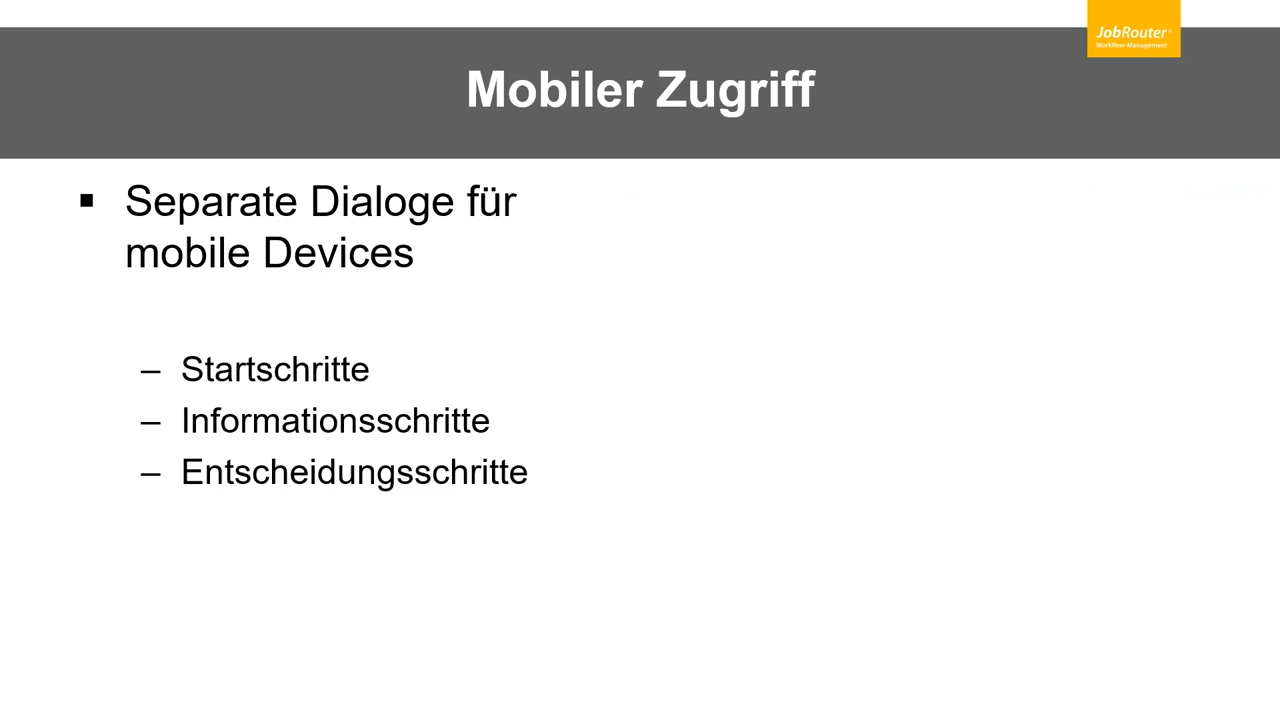 JobRouter®
Workflow-Management
Mobiler Zugriff
▪ Separate Dialoge für
mobile Devices
– Startschritte
– Informationsschritte
– Entscheidungsschritte